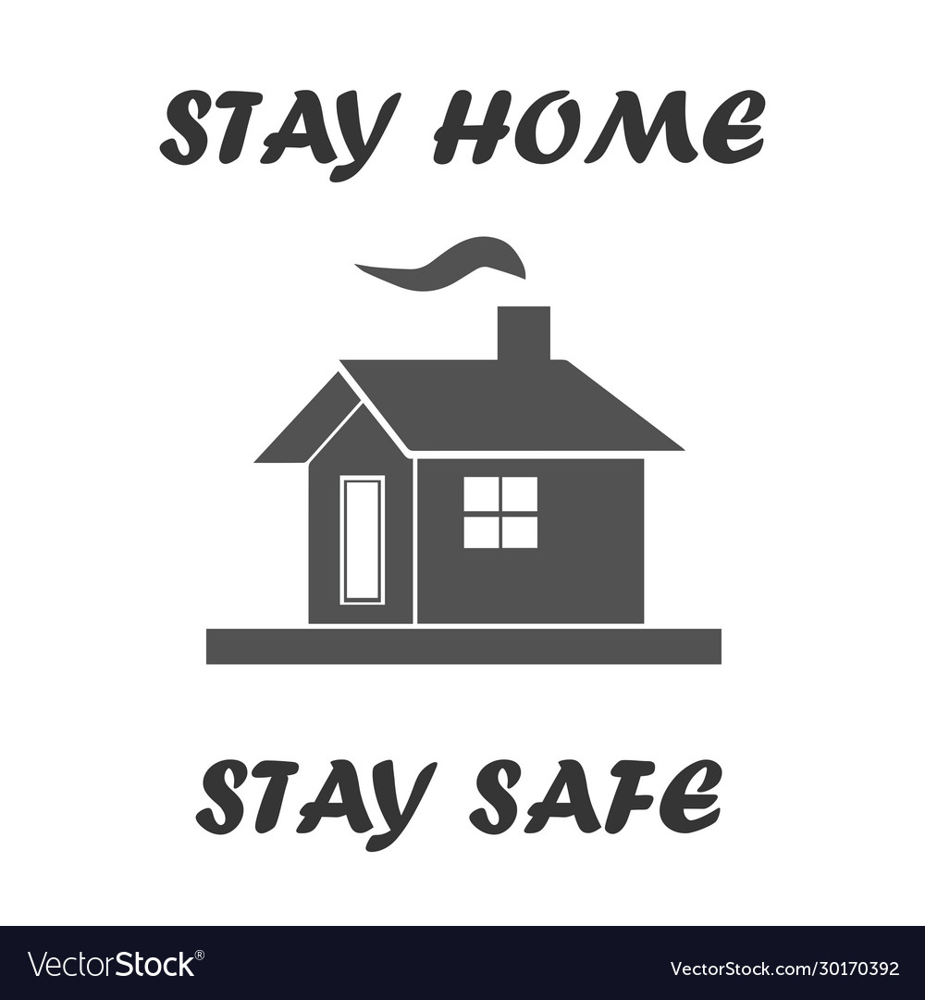 STAY HOME
STAY SAFE
VectorStock®
VectorStock.com/30170392